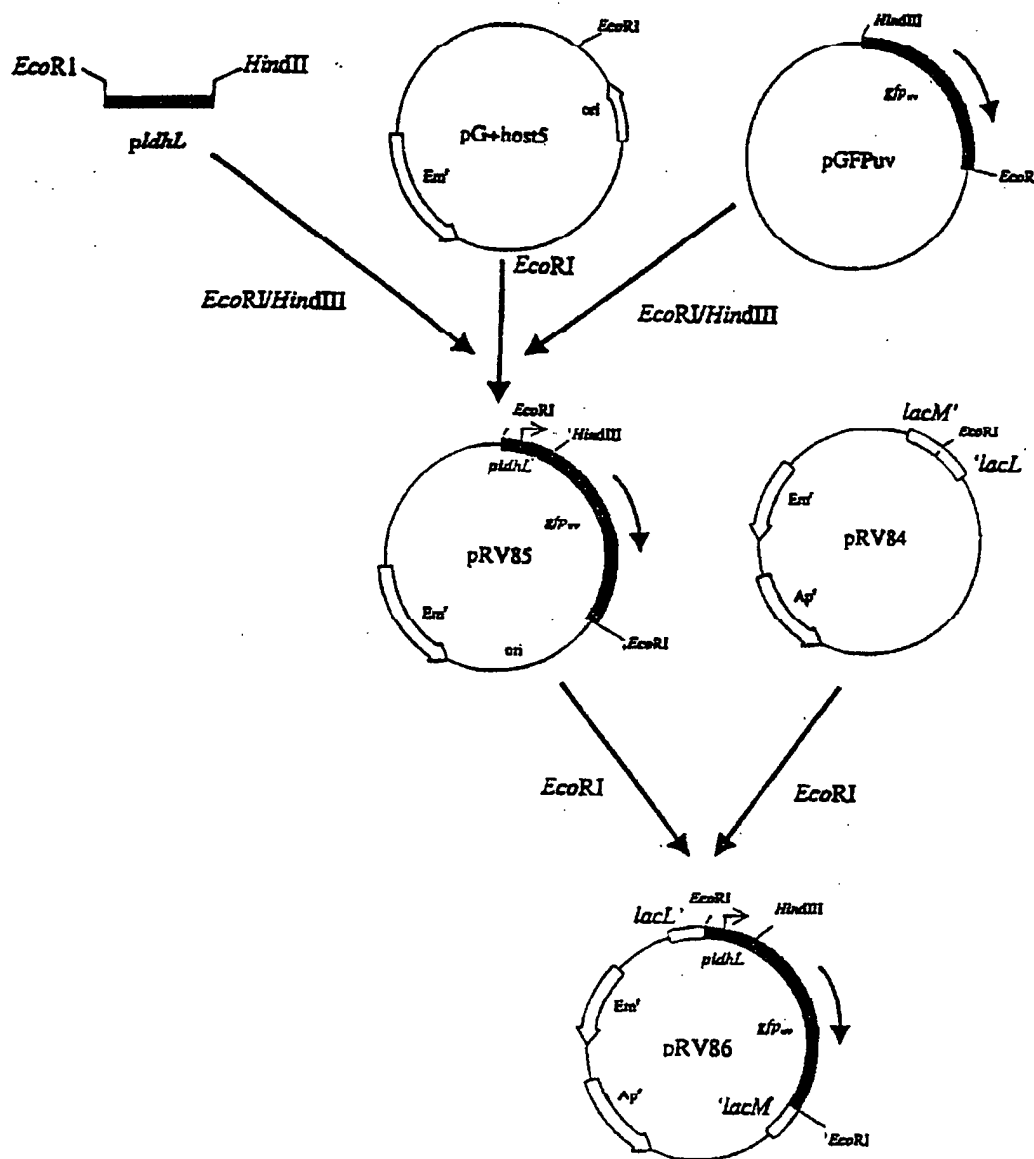 HindIII
EcoRI
EcoRI
HindII
gfpuv
ori
pG+host5
pGFPuv
pldhL
Emr
EcoR
EcoRI
EcoRI/HindIII
EcoRI/HindIII
EcoRI
lacM'
'HindIII
EcoRI
pldhL
'lacL
Emr
gfpuv
pRV85
pRV84
Apr
Emr
EcoRI
ori
EcoRI
EcoRI
EcoRI
lacL'
HindIII
pldhL
Emr
gfpuv
pRV86
Apr
'lacM
'EcoRI